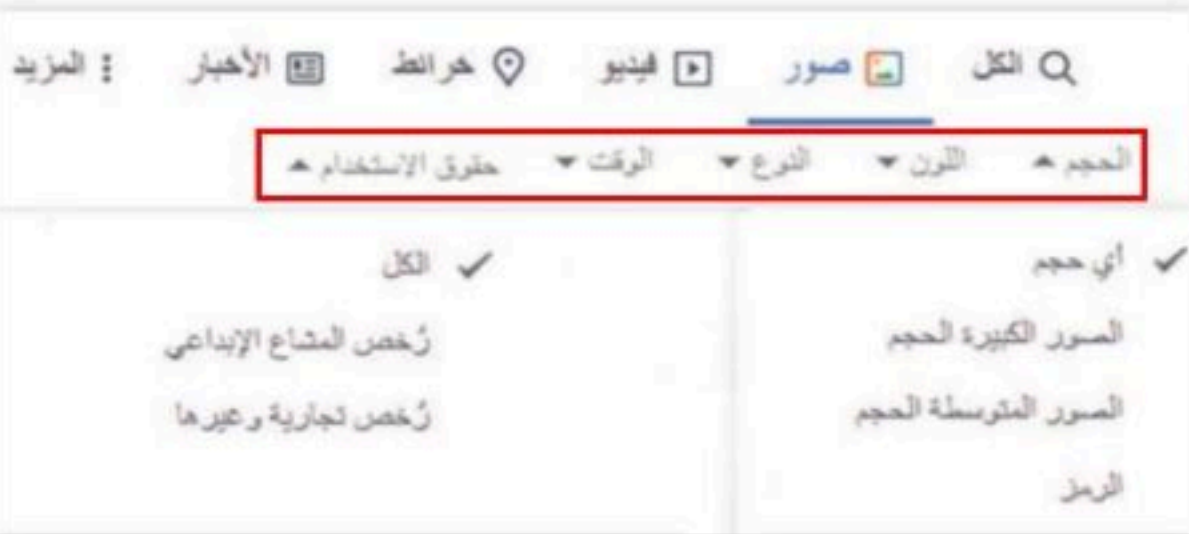 الكل صور فيديو خرائط الأخبار المزيد
الحجم اللون النوع الوقت حقوق الاستخدام
أي حجم
الصور الكبيرة الحجم
الصور المتوسطة الحجم
الرمز
الكل
رُخص المشاع الإبداعي
رُخص تجارية وغيرها